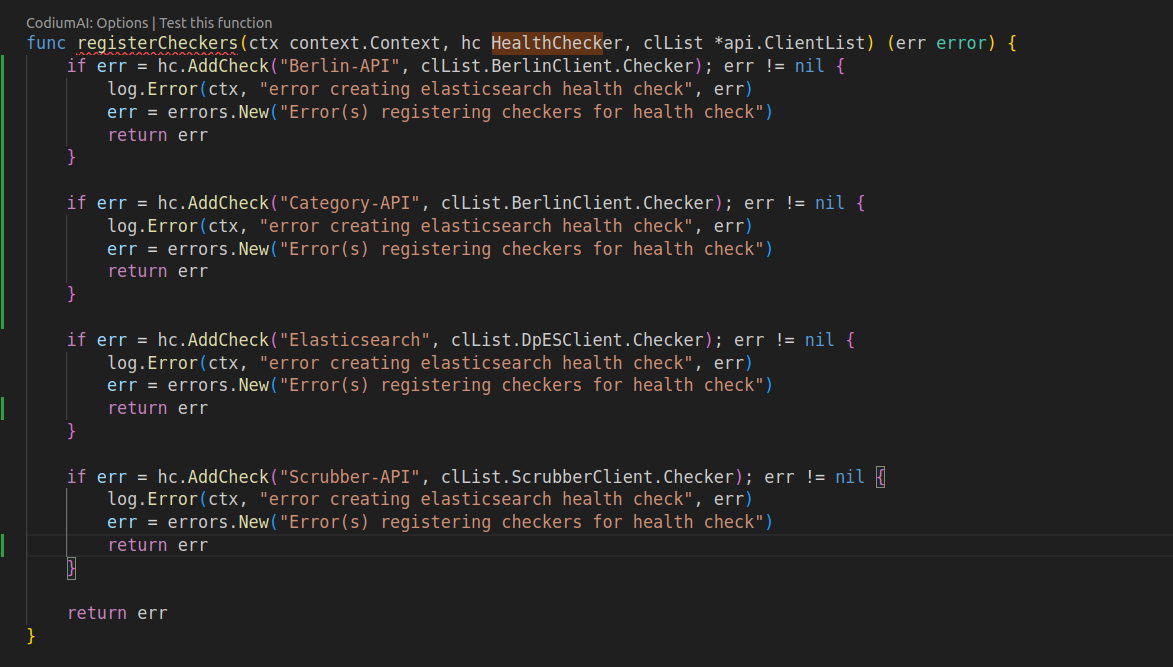 CodiumAI: Options | Test this function
func registerCheckers(ctx context.Context, hc HealthChecker, clList *api.ClientList) (err error) {
    if err = hc.AddCheck("Berlin-API", clList.BerlinClient.Checker); err != nil {
        log.Error(ctx, "error creating elasticsearch health check", err)
        err = errors.New("Error(s) registering checkers for health check")
        return err
    }

    if err = hc.AddCheck("Category-API", clList.BerlinClient.Checker); err != nil {
        log.Error(ctx, "error creating elasticsearch health check", err)
        err = errors.New("Error(s) registering checkers for health check")
        return err
    }

    if err = hc.AddCheck("Elasticsearch", clList.DpESClient.Checker); err != nil {
        log.Error(ctx, "error creating elasticsearch health check", err)
        err = errors.New("Error(s) registering checkers for health check")
        return err
    }

    if err = hc.AddCheck("Scrubber-API", clList.ScrubberClient.Checker); err != nil {
        log.Error(ctx, "error creating elasticsearch health check", err)
        err = errors.New("Error(s) registering checkers for health check")
        return err
    }

    return err
}